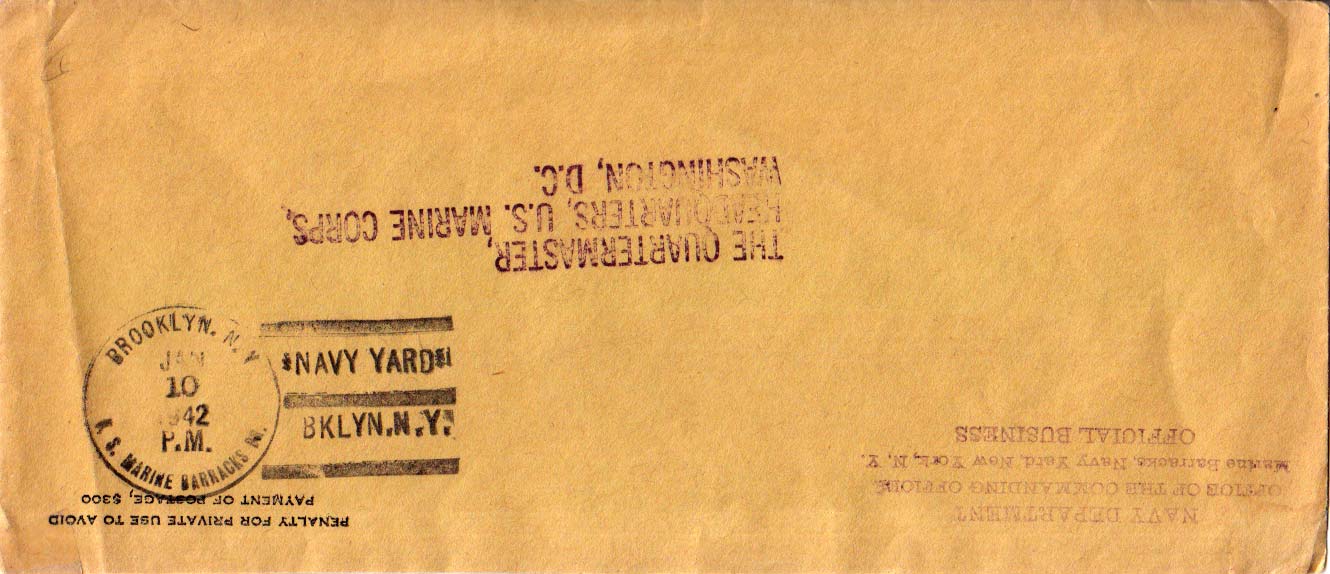 NAVY DEPARTMENT
OFFICE OF THE COMMANDING OFFICER
Marine Barracks, Navy Yard, New York, N. Y.
OFFICIAL BUSINESS
PENALTY FOR PRIVATE USE TO AVOID
PAYMENT OF POSTAGE, $300
THE QUARTERMASTER,
HEADQUARTERS, U.S. MARINE CORPS,
WASHINGTON, D.C.
BROOKLYN. N.Y
JAN
10
1942
P.M.
U. S. MARINE BARRACKS
NAVY YARD
BKLYN.N.Y.